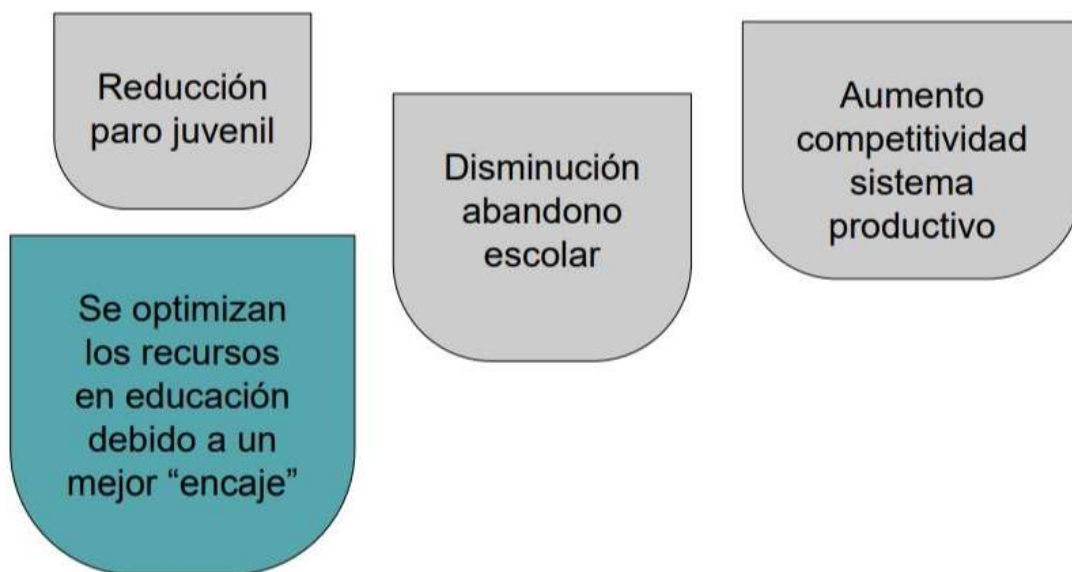 Reducción
paro juvenil
Disminución
abandono
escolar
Aumento
competitividad
sistema
productivo
Se optimizan
los recursos
en educación
debido a un
mejor “encaje”